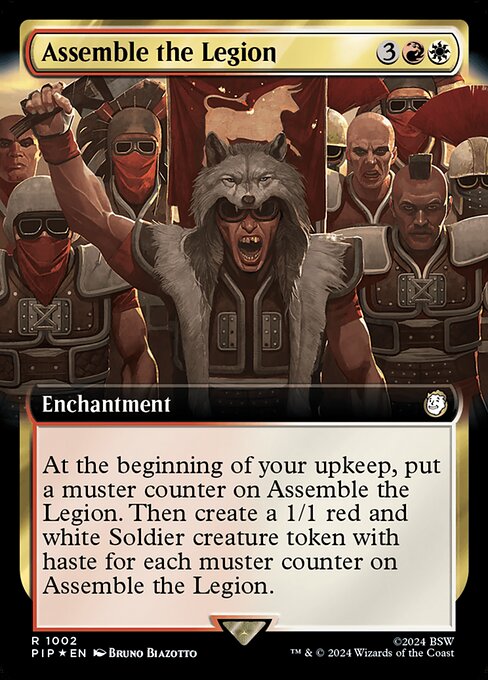 Assemble the Legion 3
Enchantment
At the beginning of your upkeep, put
a muster counter on Assemble the
Legion. Then create a 1/1 red and
white Soldier creature token with
haste for each muster counter on
Assemble the Legion.
R 1002
PIP★EN Bruno Biazotto
©2024 BSW
™ & © 2024 Wizards of the Coast